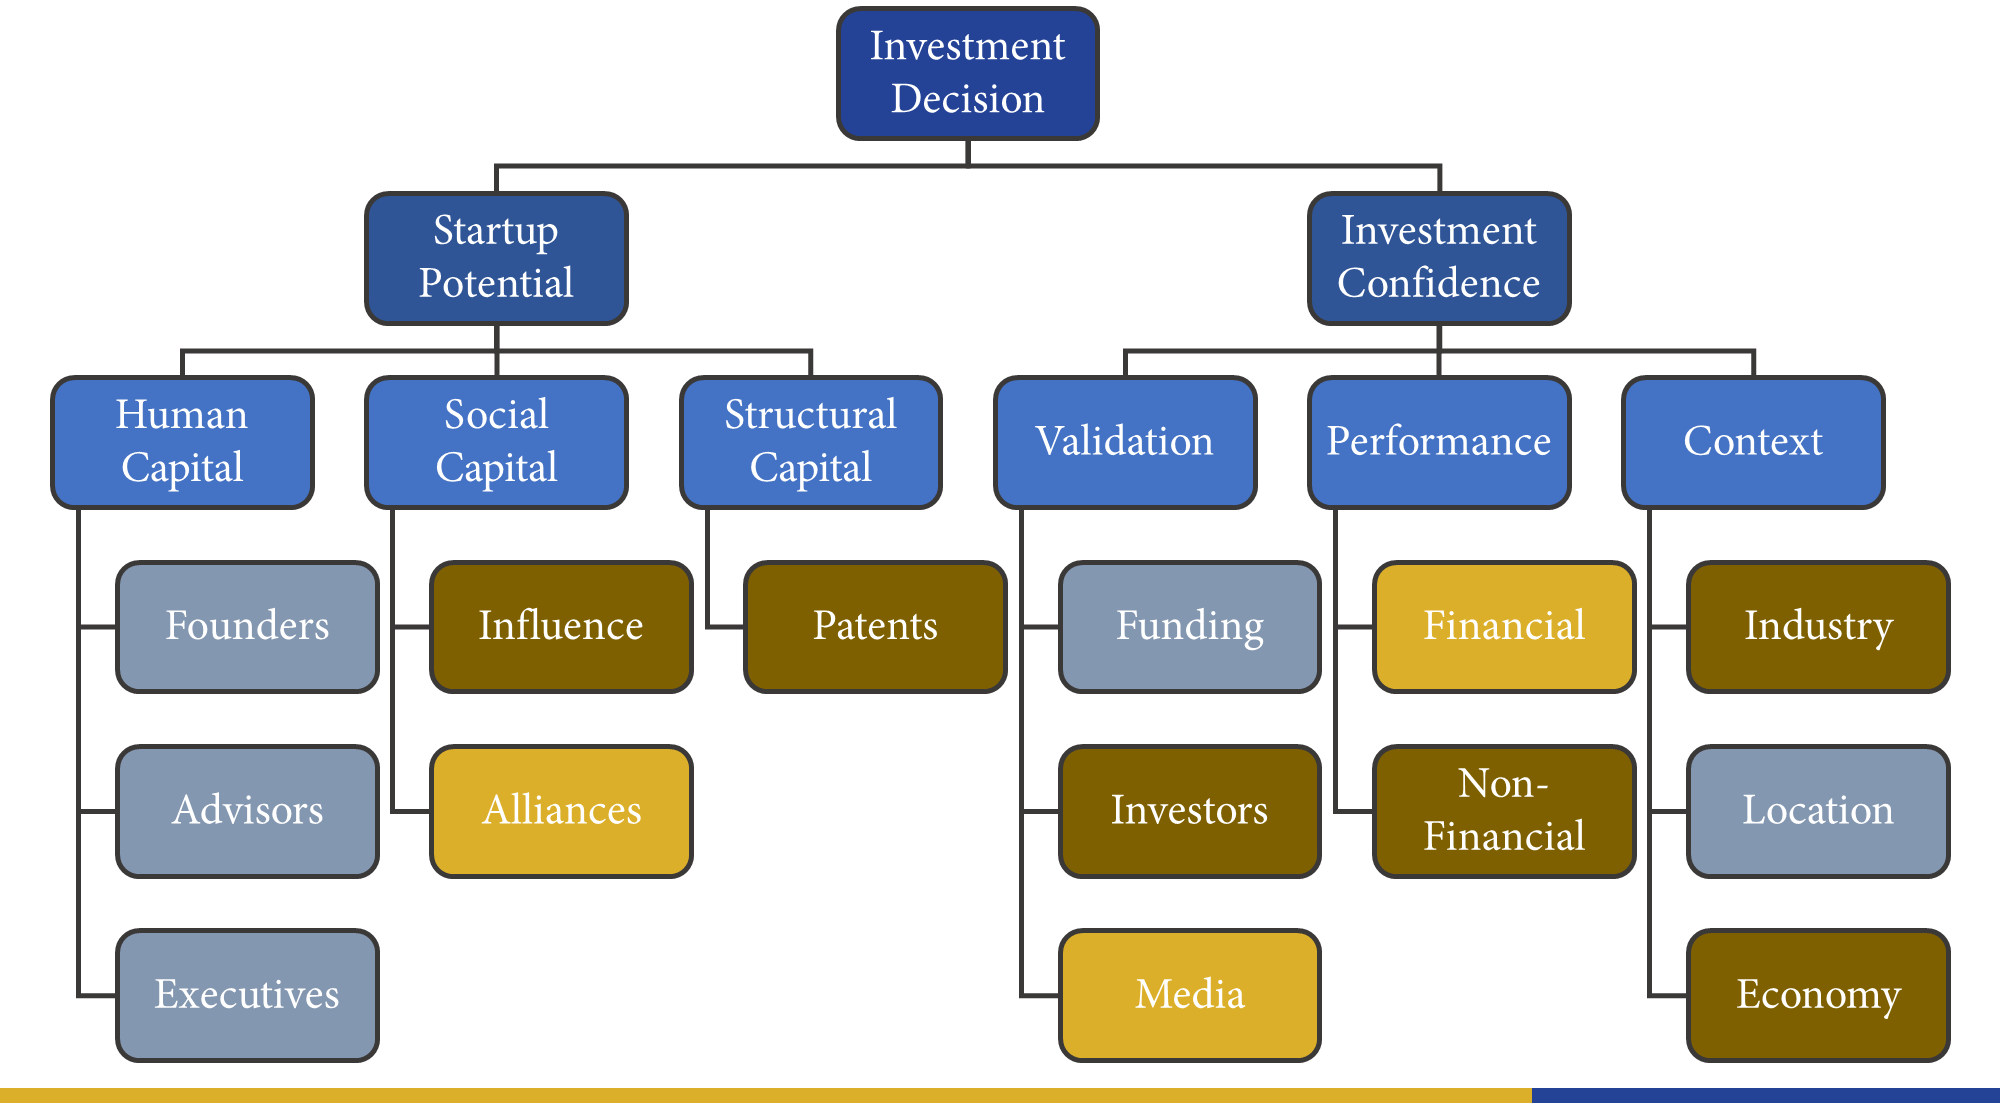 Investment
Decision
Startup
Potential
Investment
Confidence
Human
Capital
Social
Capital
Structural
Capital
Validation
Performance
Context
Founders
Influence
Patents
Funding
Financial
Industry
Advisors
Alliances
Investors
Non-
Financial
Location
Executives
Media
Economy